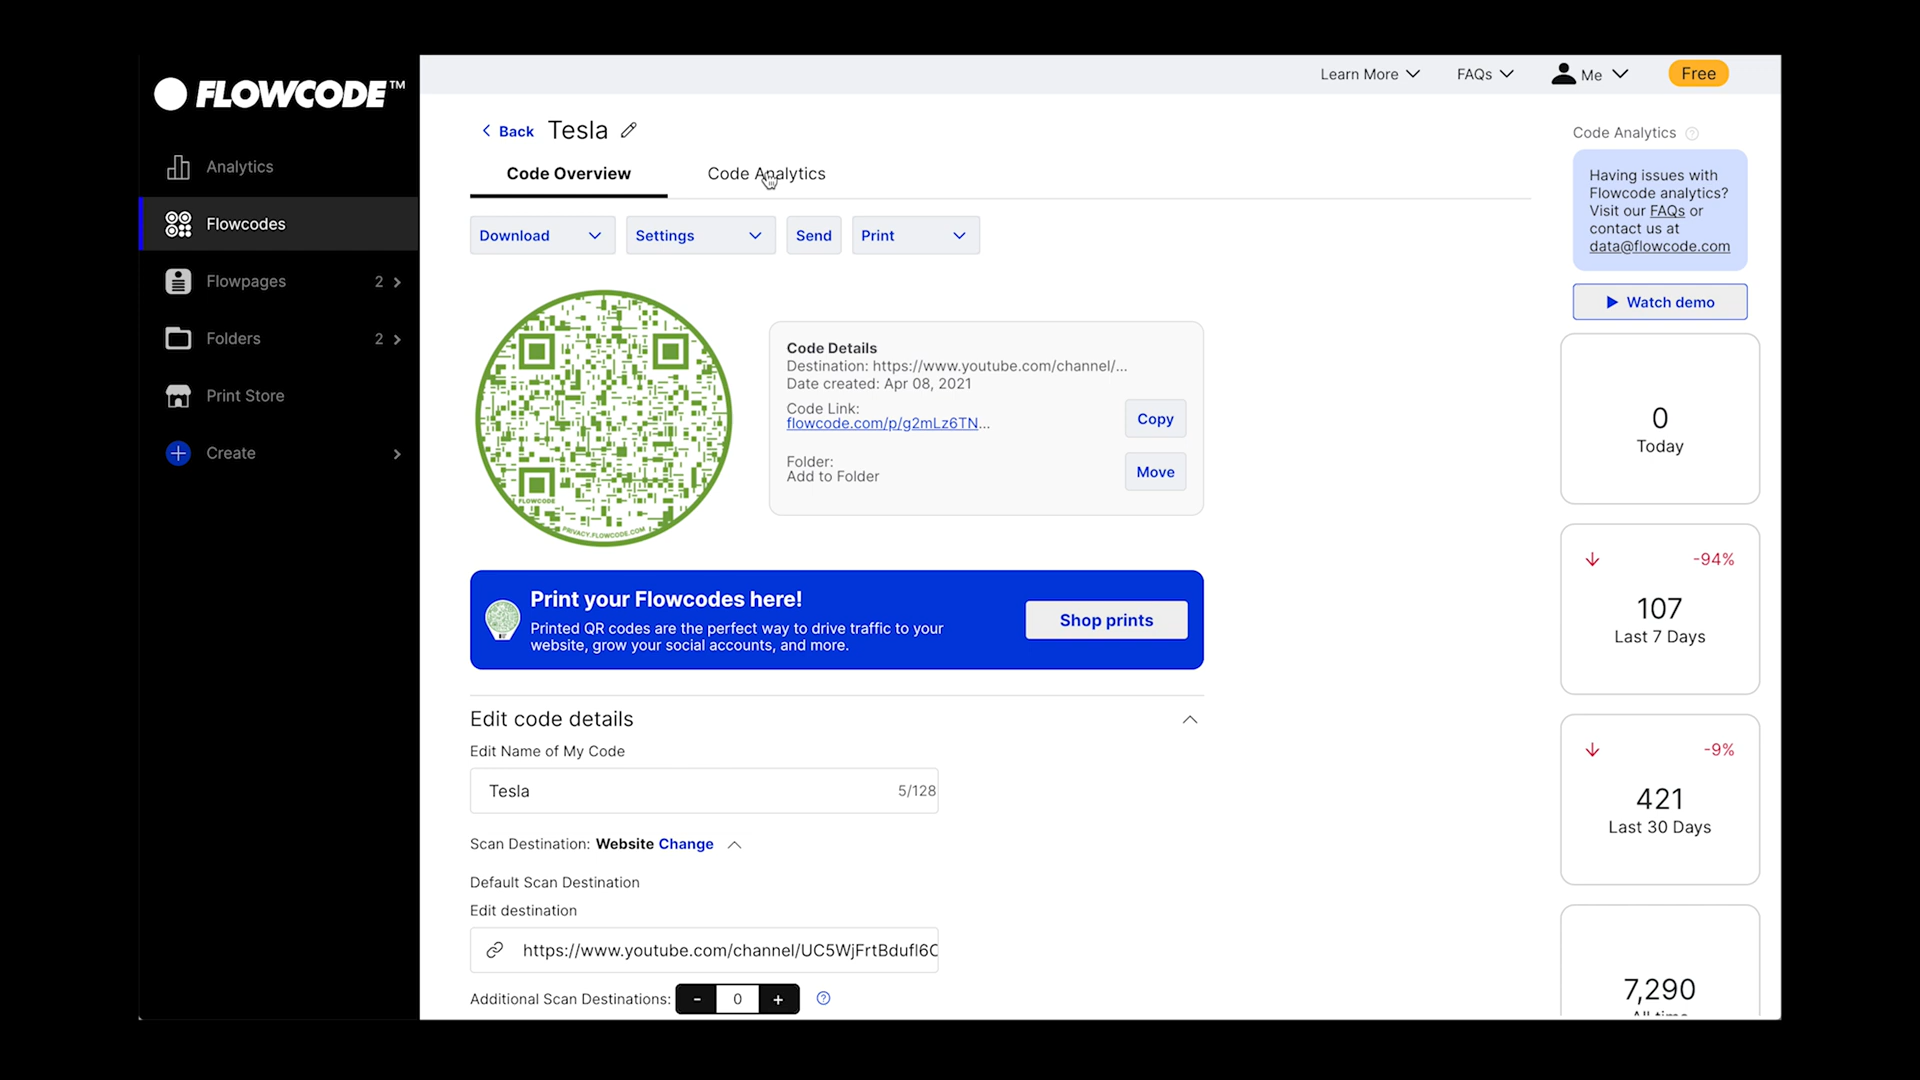 FLOWCODE™
Analytics
Flowcodes
Flowpages 2
Folders 2
Print Store
Create
Learn More
FAQs
Me
Free
Back Tesla
Code Overview
Code Analytics
Download
Settings
Send
Print
FLOWCODE
PRIVACY.FLOWCODE.COM
Code Details
Destination: https://www.youtube.com/channel/...
Date created: Apr 08, 2021
Code Link:
flowcode.com/p/g2mLz6TN...
Copy
Folder:
Add to Folder
Move
Print your Flowcodes here!
Printed QR codes are the perfect way to drive traffic to your
website, grow your social accounts, and more.
Shop prints
Edit code details
Edit Name of My Code
Tesla 5/128
Scan Destination: Website Change
Default Scan Destination
Edit destination
https://www.youtube.com/channel/UC5WjFrtBdufl6C
Additional Scan Destinations: - 0 + ?
Code Analytics ?
Having issues with
Flowcode analytics?
Visit our FAQs or
contact us at
data@flowcode.com
Watch demo
0
Today
-94%
107
Last 7 Days
-9%
421
Last 30 Days
7,290
All time